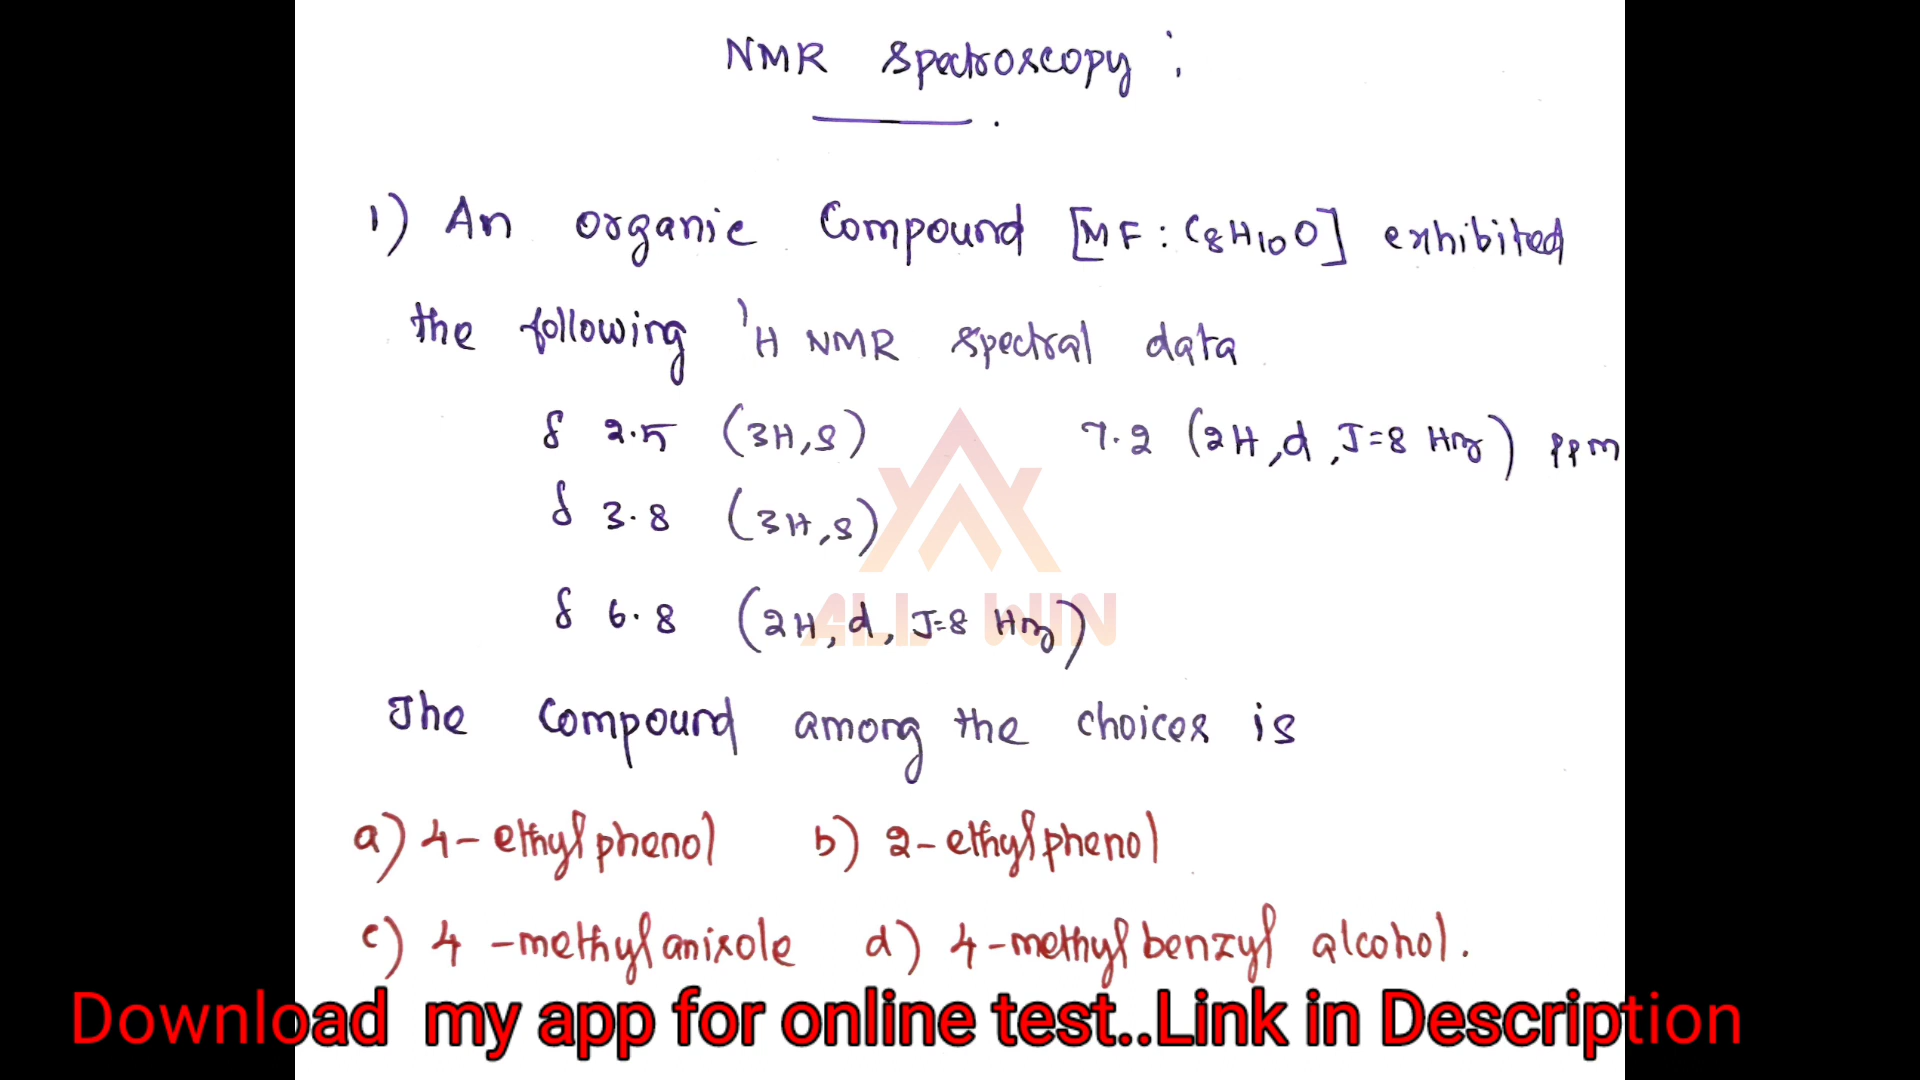 NMR Spectroscopy :
1) An organic Compound [MF : C8H10O] exhibited
the following ¹H NMR spectral data
δ 2.5 (3H,s) 7.2 (2H,d,J=8 Hz) ppm
δ 3.8 (3H,s)
δ 6.8 (2H,d,J=8 Hz)
ALL WIN
The Compound among the choices is
a) 4-ethylphenol b) 2-ethylphenol
c) 4-methylanisole d) 4-methylbenzyl alcohol.
Download my app for online test..Link in Description